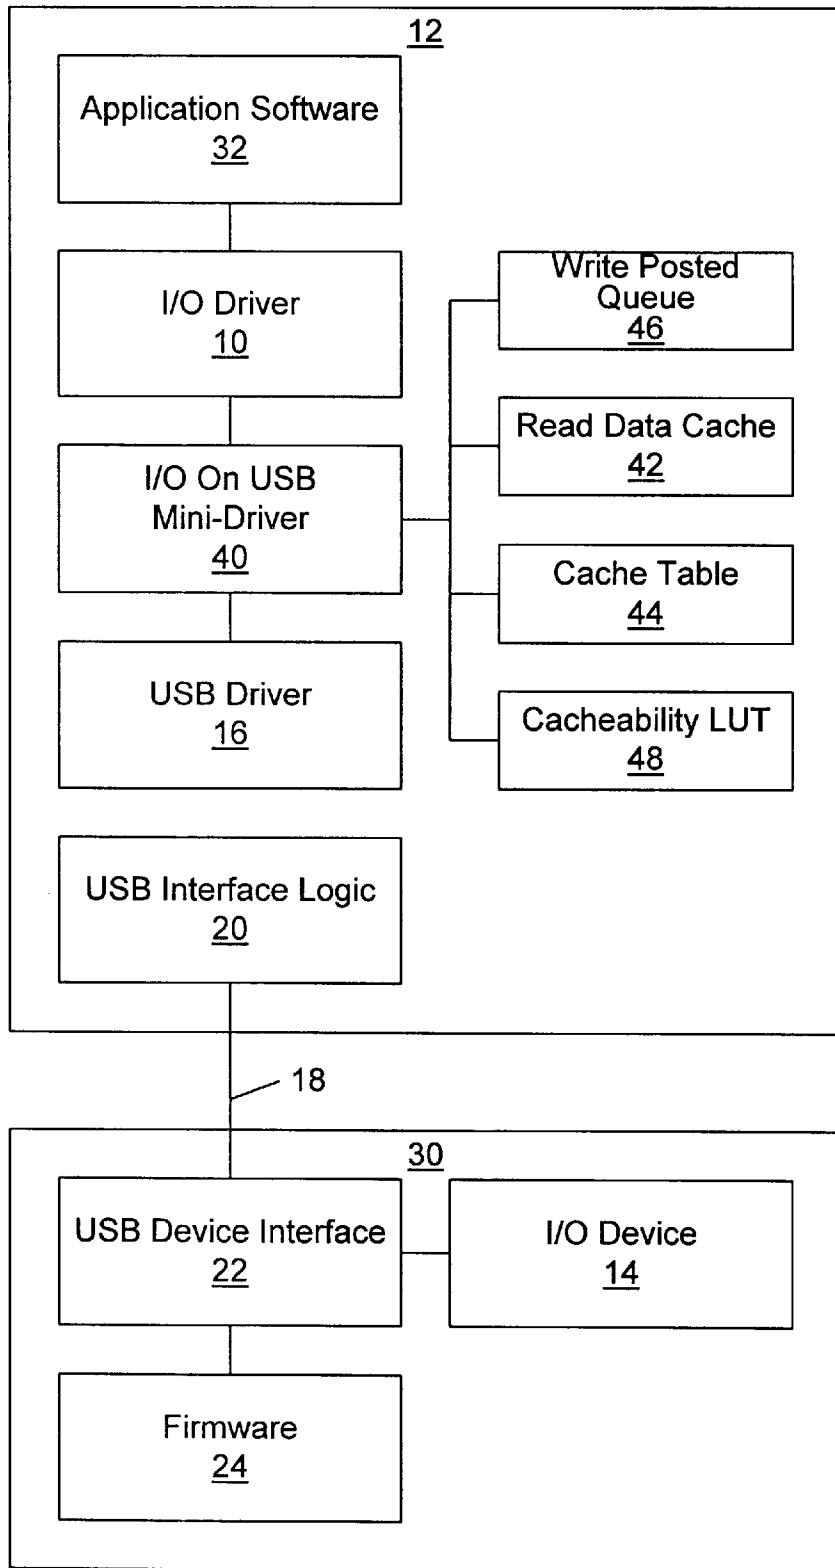 12
Application Software
32
I/O Driver
10
I/O On USB
Mini-Driver
40
USB Driver
16
USB Interface Logic
20
Write Posted
Queue
46
Read Data Cache
42
Cache Table
44
Cacheability LUT
48
18
30
USB Device Interface
22
I/O Device
14
Firmware
24